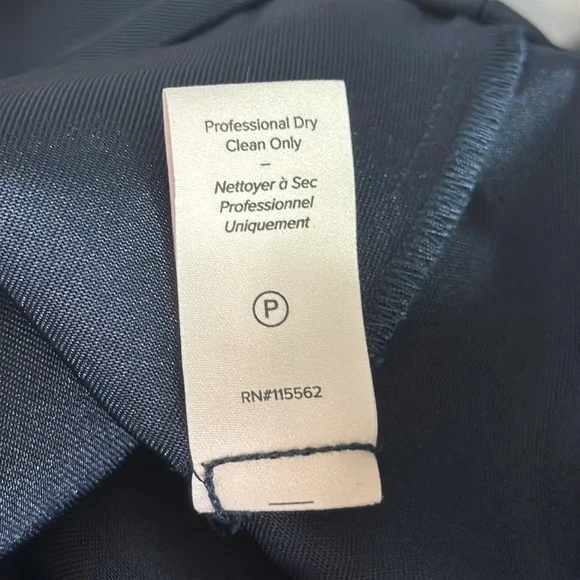 Professional Dry
Clean Only
–
Nettoyer à Sec
Professionnel
Uniquement
P
RN#115562